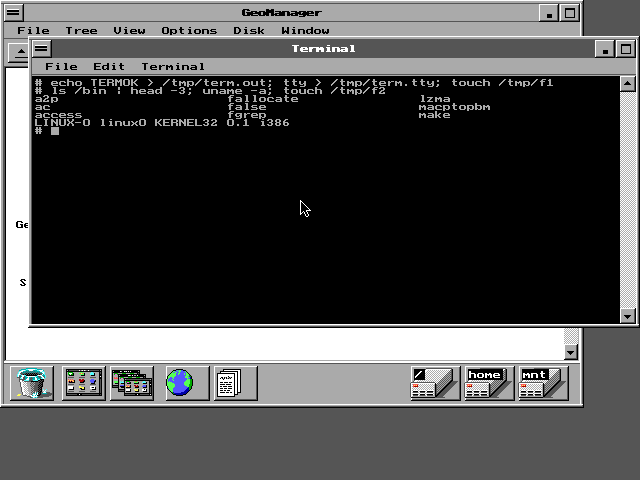 GeoManager
File Tree View Options Disk Window
Terminal
File Edit Terminal
# echo TERMOK > /tmp/term.out; tty > /tmp/term.tty; touch /tmp/f1
# ls /bin | head -3; uname -a; touch /tmp/f2
a2p fallocate lzma
ac false macptopbm
access fgrep make
LINUX-0 linux0 KERNEL32 0.1 i386
#
Ge
S
/ home mnt